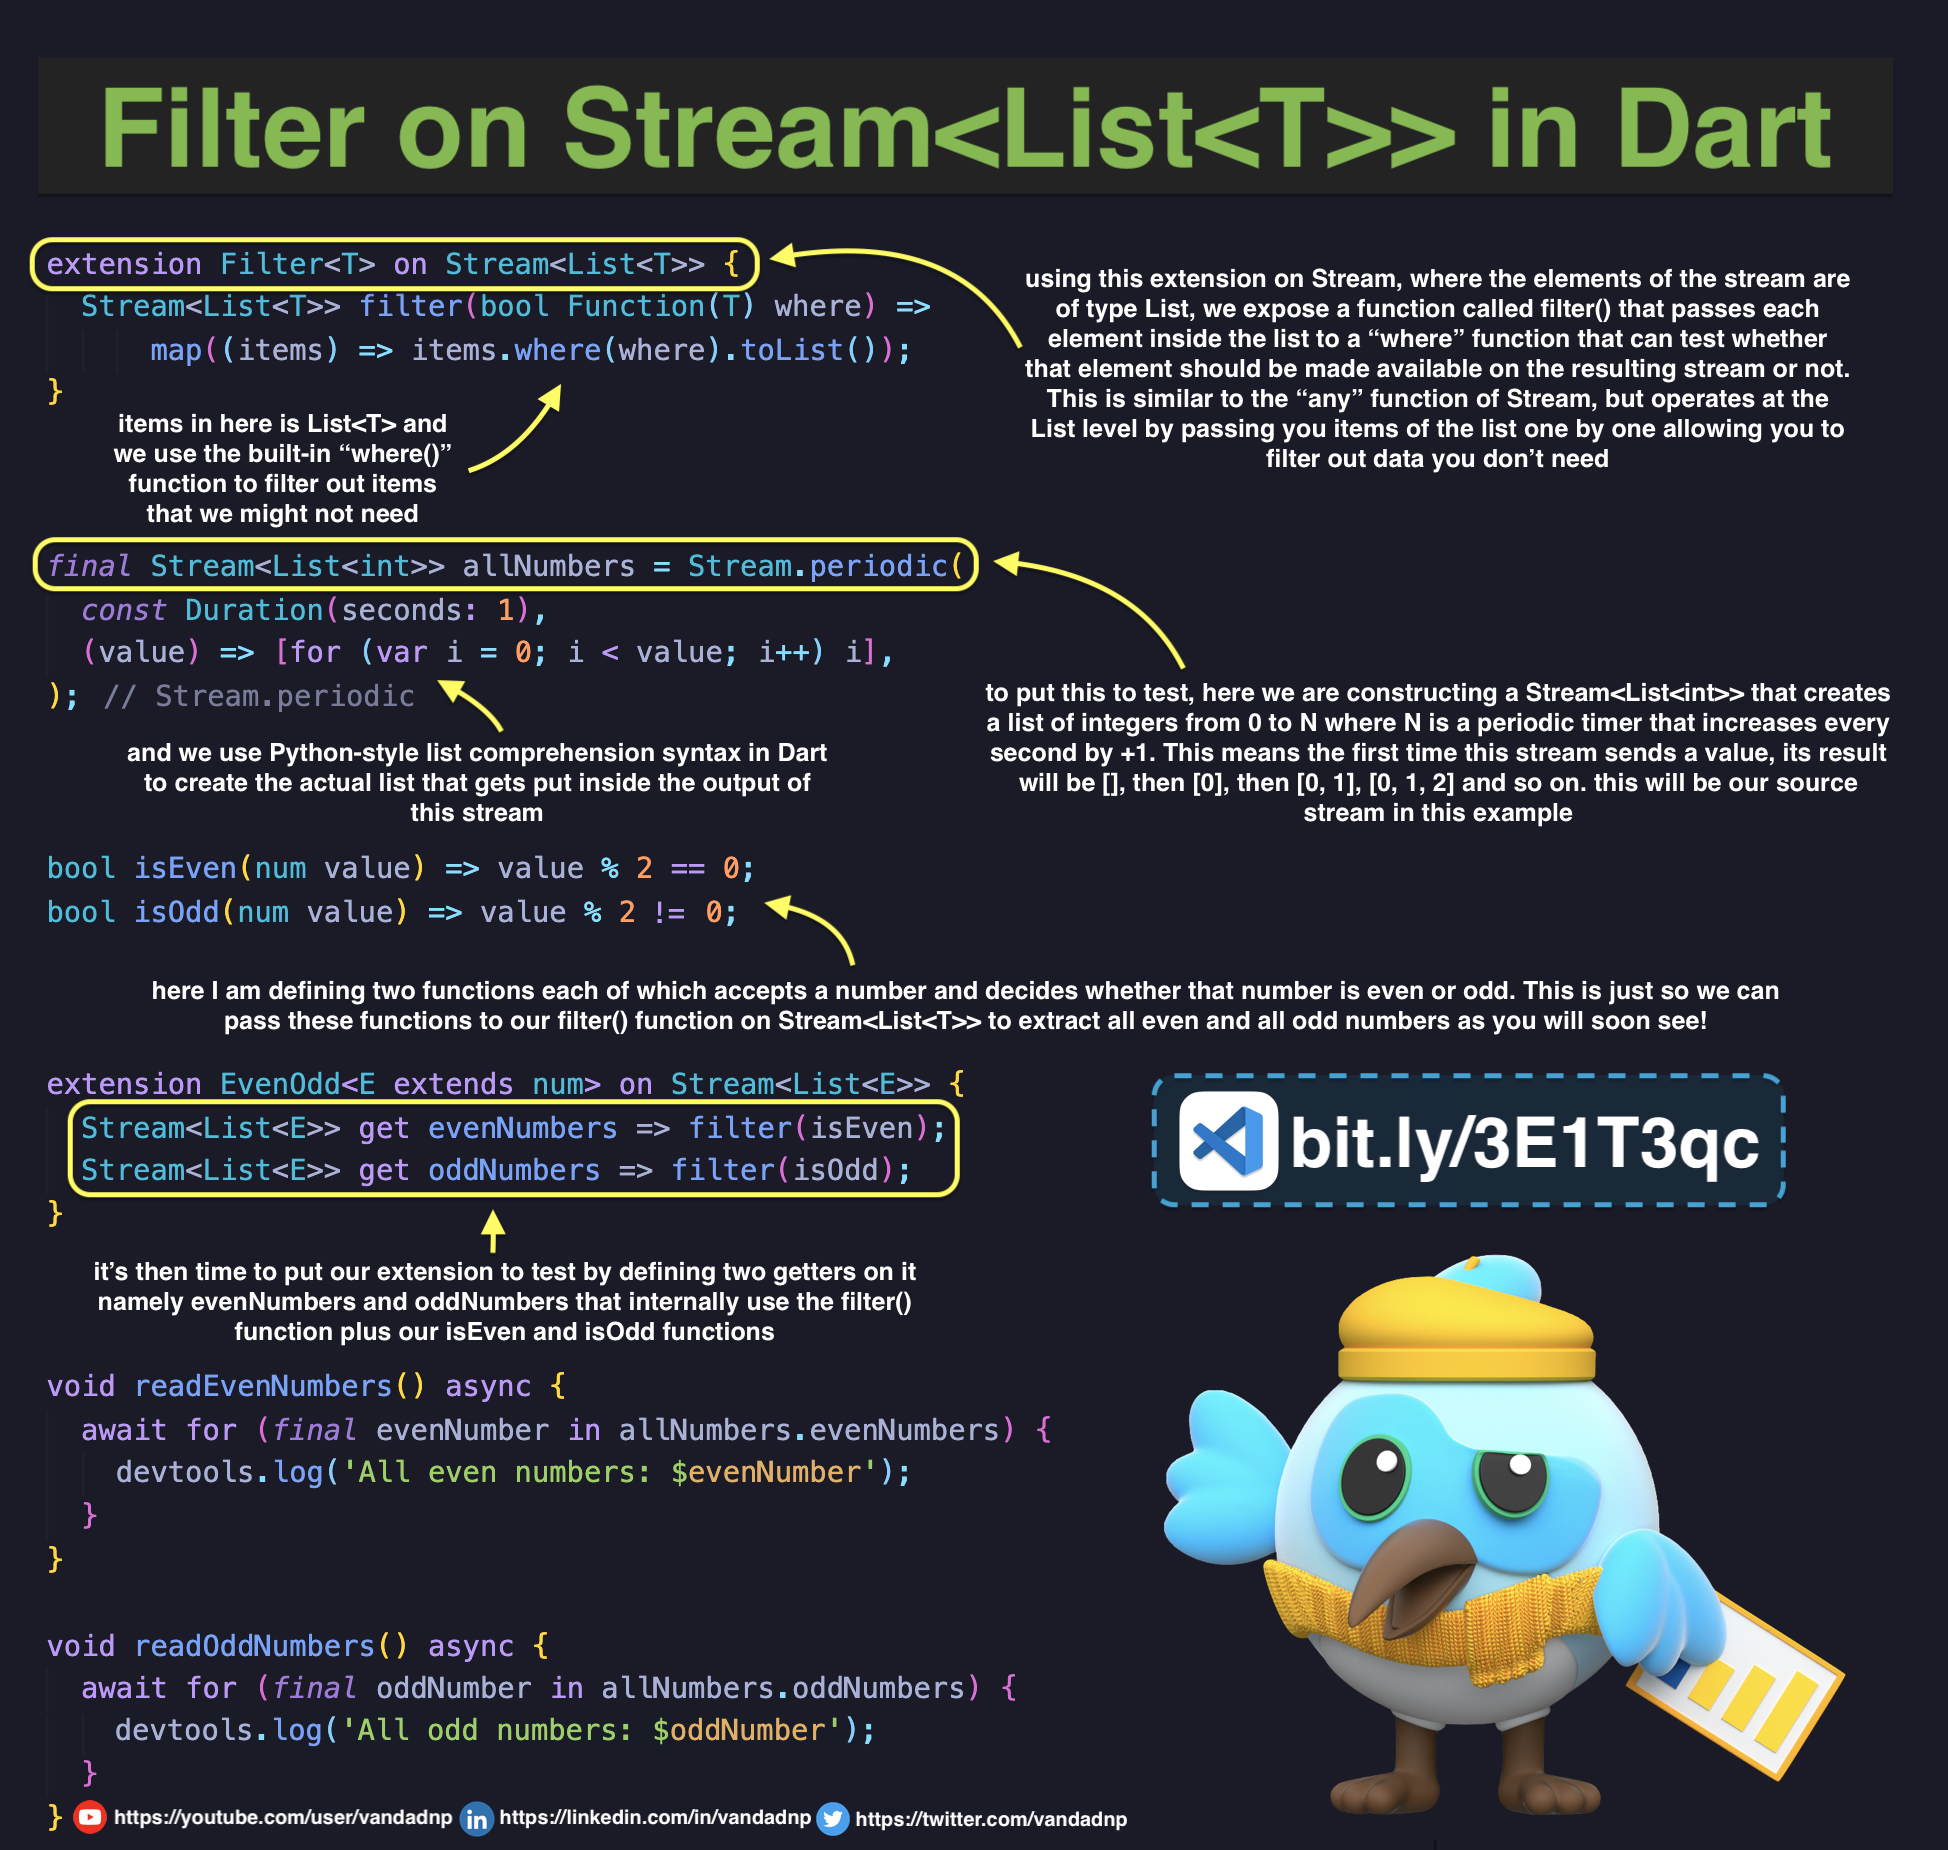 Filter on Stream<List<T>> in Dart
extension Filter<T> on Stream<List<T>> {
  Stream<List<T>> filter(bool Function(T) where) =>
      map((items) => items.where(where).toList());
}
using this extension on Stream, where the elements of the stream are
of type List, we expose a function called filter() that passes each
element inside the list to a “where” function that can test whether
that element should be made available on the resulting stream or not.
This is similar to the “any” function of Stream, but operates at the
List level by passing you items of the list one by one allowing you to
filter out data you don’t need
items in here is List<T> and
we use the built-in “where()”
function to filter out items
that we might not need
final Stream<List<int>> allNumbers = Stream.periodic(
  const Duration(seconds: 1),
  (value) => [for (var i = 0; i < value; i++) i],
); // Stream.periodic
to put this to test, here we are constructing a Stream<List<int>> that creates
a list of integers from 0 to N where N is a periodic timer that increases every
second by +1. This means the first time this stream sends a value, its result
will be [], then [0], then [0, 1], [0, 1, 2] and so on. this will be our source
stream in this example
and we use Python-style list comprehension syntax in Dart
to create the actual list that gets put inside the output of
this stream
bool isEven(num value) => value % 2 == 0;
bool isOdd(num value) => value % 2 != 0;
here I am defining two functions each of which accepts a number and decides whether that number is even or odd. This is just so we can
pass these functions to our filter() function on Stream<List<T>> to extract all even and all odd numbers as you will soon see!
extension EvenOdd<E extends num> on Stream<List<E>> {
  Stream<List<E>> get evenNumbers => filter(isEven);
  Stream<List<E>> get oddNumbers => filter(isOdd);
}
bit.ly/3E1T3qc
it’s then time to put our extension to test by defining two getters on it
namely evenNumbers and oddNumbers that internally use the filter()
function plus our isEven and isOdd functions
void readEvenNumbers() async {
  await for (final evenNumber in allNumbers.evenNumbers) {
    devtools.log('All even numbers: $evenNumber');
  }
}
void readOddNumbers() async {
  await for (final oddNumber in allNumbers.oddNumbers) {
    devtools.log('All odd numbers: $oddNumber');
  }
}
https://youtube.com/user/vandadnp
in https://linkedin.com/in/vandadnp
https://twitter.com/vandadnp